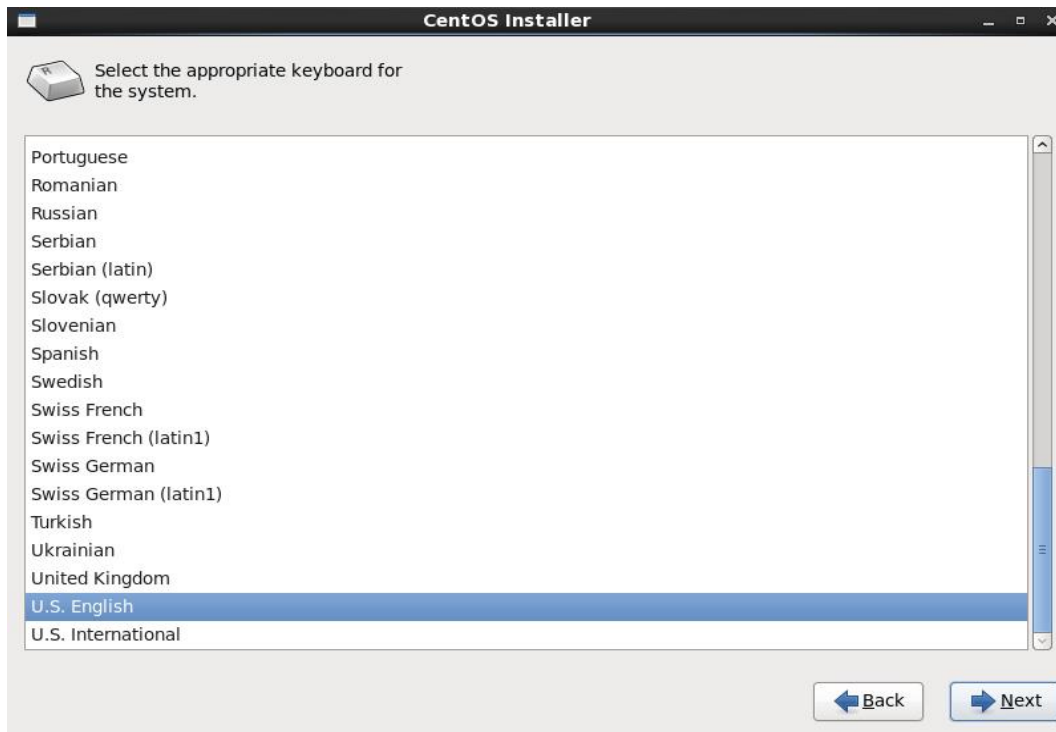 CentOS Installer
R
Select the appropriate keyboard for
the system.
Portuguese
Romanian
Russian
Serbian
Serbian (latin)
Slovak (qwerty)
Slovenian
Spanish
Swedish
Swiss French
Swiss French (latin1)
Swiss German
Swiss German (latin1)
Turkish
Ukrainian
United Kingdom
U.S. English
U.S. International
Back
Next